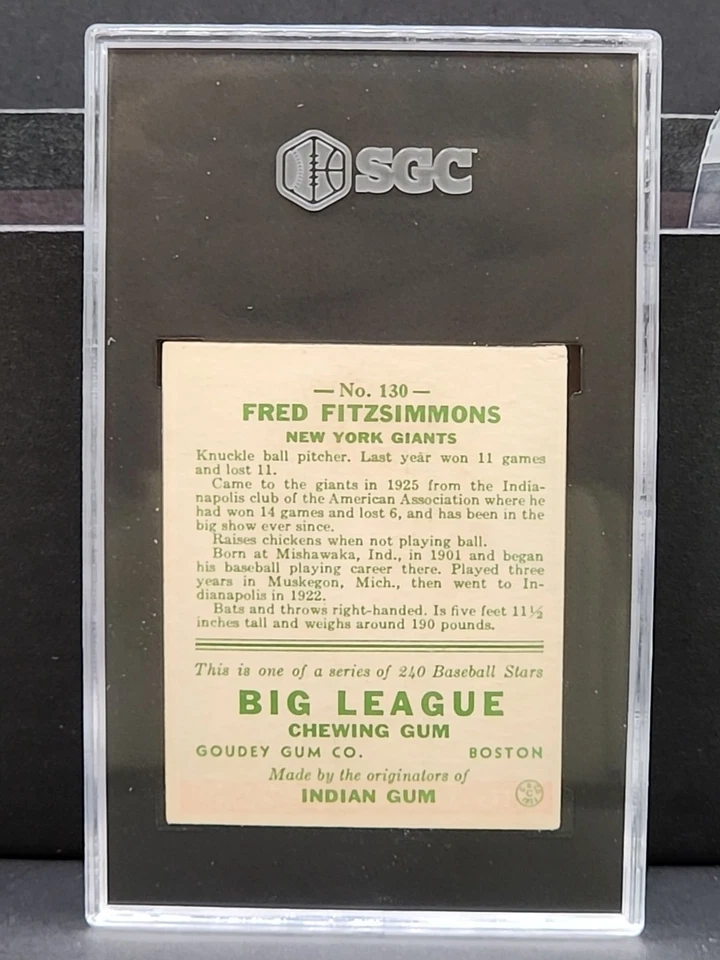 SGC
— No. 130 —
FRED FITZSIMMONS
NEW YORK GIANTS
Knuckle ball pitcher. Last year won 11 games
and lost 11.
Came to the giants in 1925 from the India-
napolis club of the American Association where he
had won 14 games and lost 6, and has been in the
big show ever since.
Raises chickens when not playing ball.
Born at Mishawaka, Ind., in 1901 and began
his baseball playing career there. Played three
years in Muskegon, Mich., then went to In-
dianapolis in 1922.
Bats and throws right-handed. Is five feet 11½
inches tall and weighs around 190 pounds.
This is one of a series of 240 Baseball Stars
BIG LEAGUE
CHEWING GUM
GOUDEY GUM CO. BOSTON
Made by the originators of
INDIAN GUM